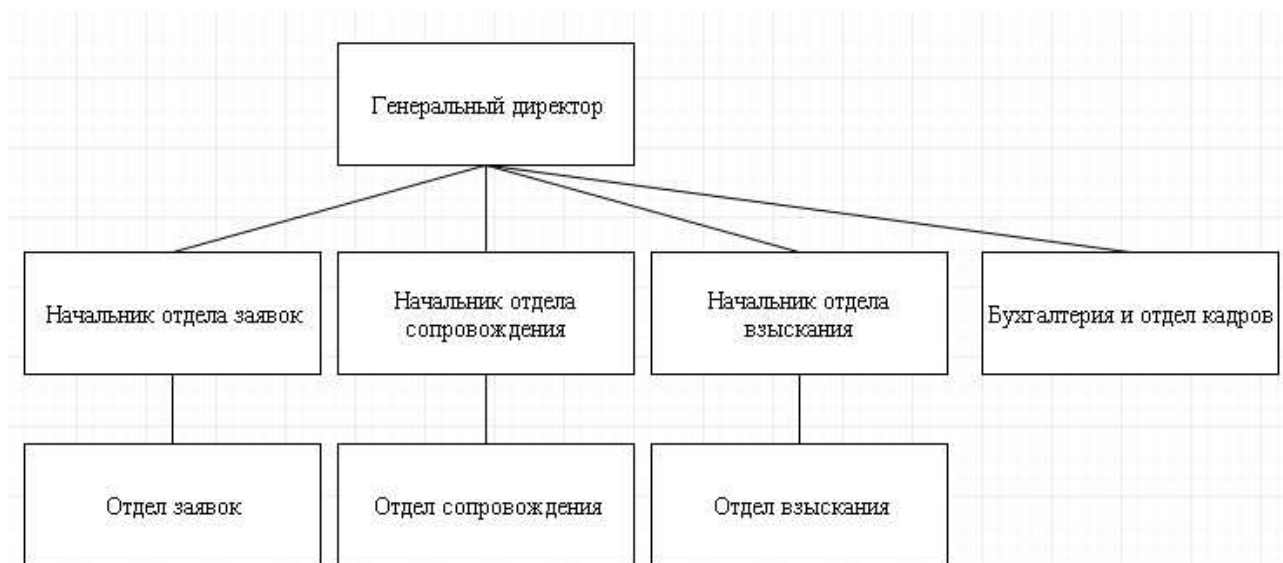 Генеральный директор
Начальник отдела заявок
Начальник отдела
сопровождения
Начальник отдела
взыскания
Бухгалтерия и отдел кадров
Отдел заявок
Отдел сопровождения
Отдел взыскания